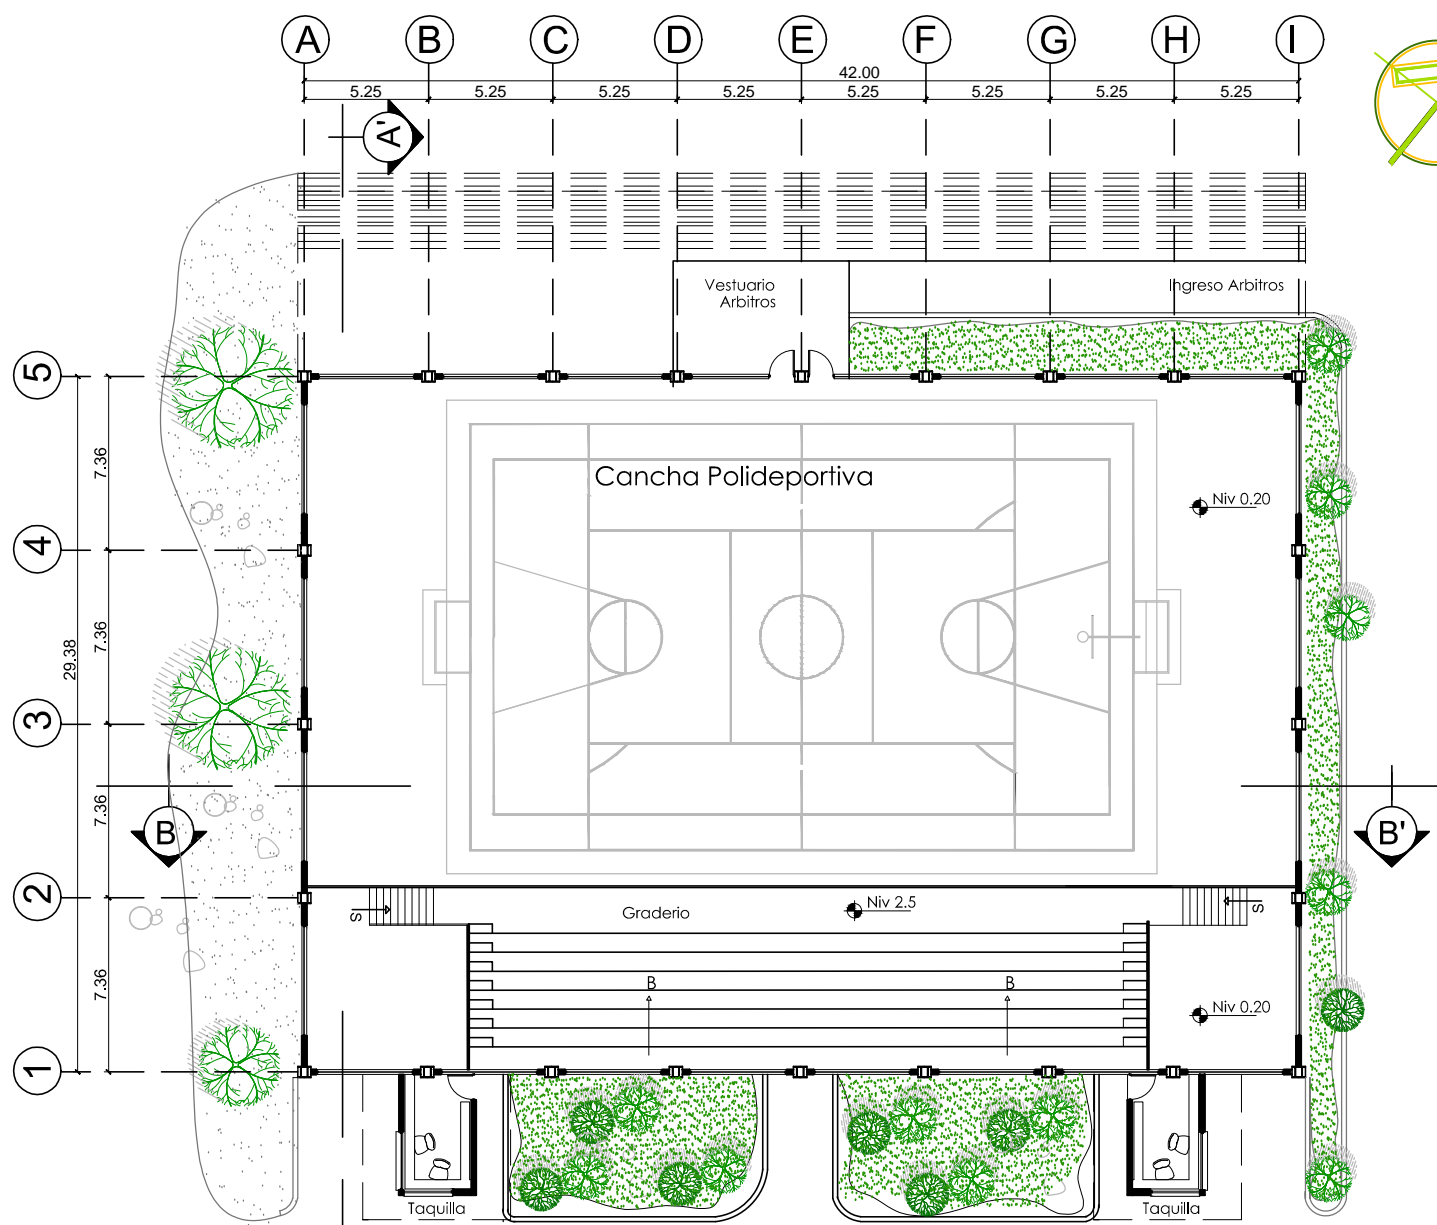 A B C D E F G H I
42.00
5.25 5.25 5.25 5.25 5.25 5.25 5.25 5.25
A'
Vestuario
Arbitros
Ingreso Arbitros
5
Cancha Polideportiva
7.36
Niv 0.20
4
7.36
29.38
3
7.36
B
B'
2
S
Graderio
Niv 2.5
S
7.36
B
B
Niv 0.20
1
Taquilla
Taquilla